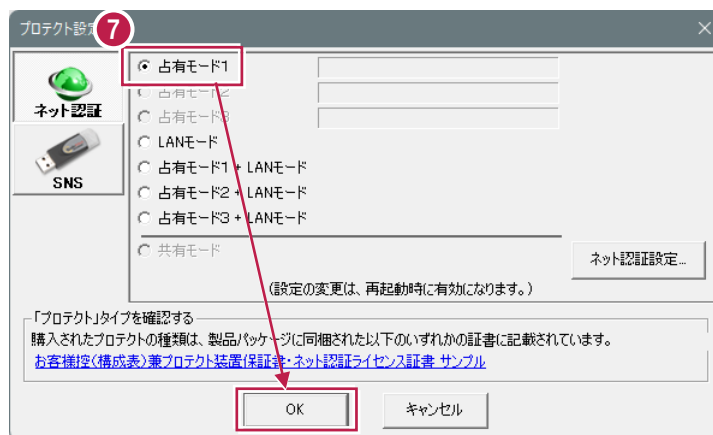 プロテクト設
7
ネット認証
SNS
占有モード1
占有モード2
占有モード3
LANモード
占有モード1 + LANモード
占有モード2 + LANモード
占有モード3 + LANモード
共有モード
ネット認証設定...
(設定の変更は、再起動時に有効になります。)
「プロテクト」タイプを確認する
購入されたプロテクトの種類は、製品パッケージに同梱された以下のいずれかの証書に記載されています。
お客様控(構成表)兼プロテクト装置保証書・ネット認証ライセンス証書 サンプル
OK
キャンセル